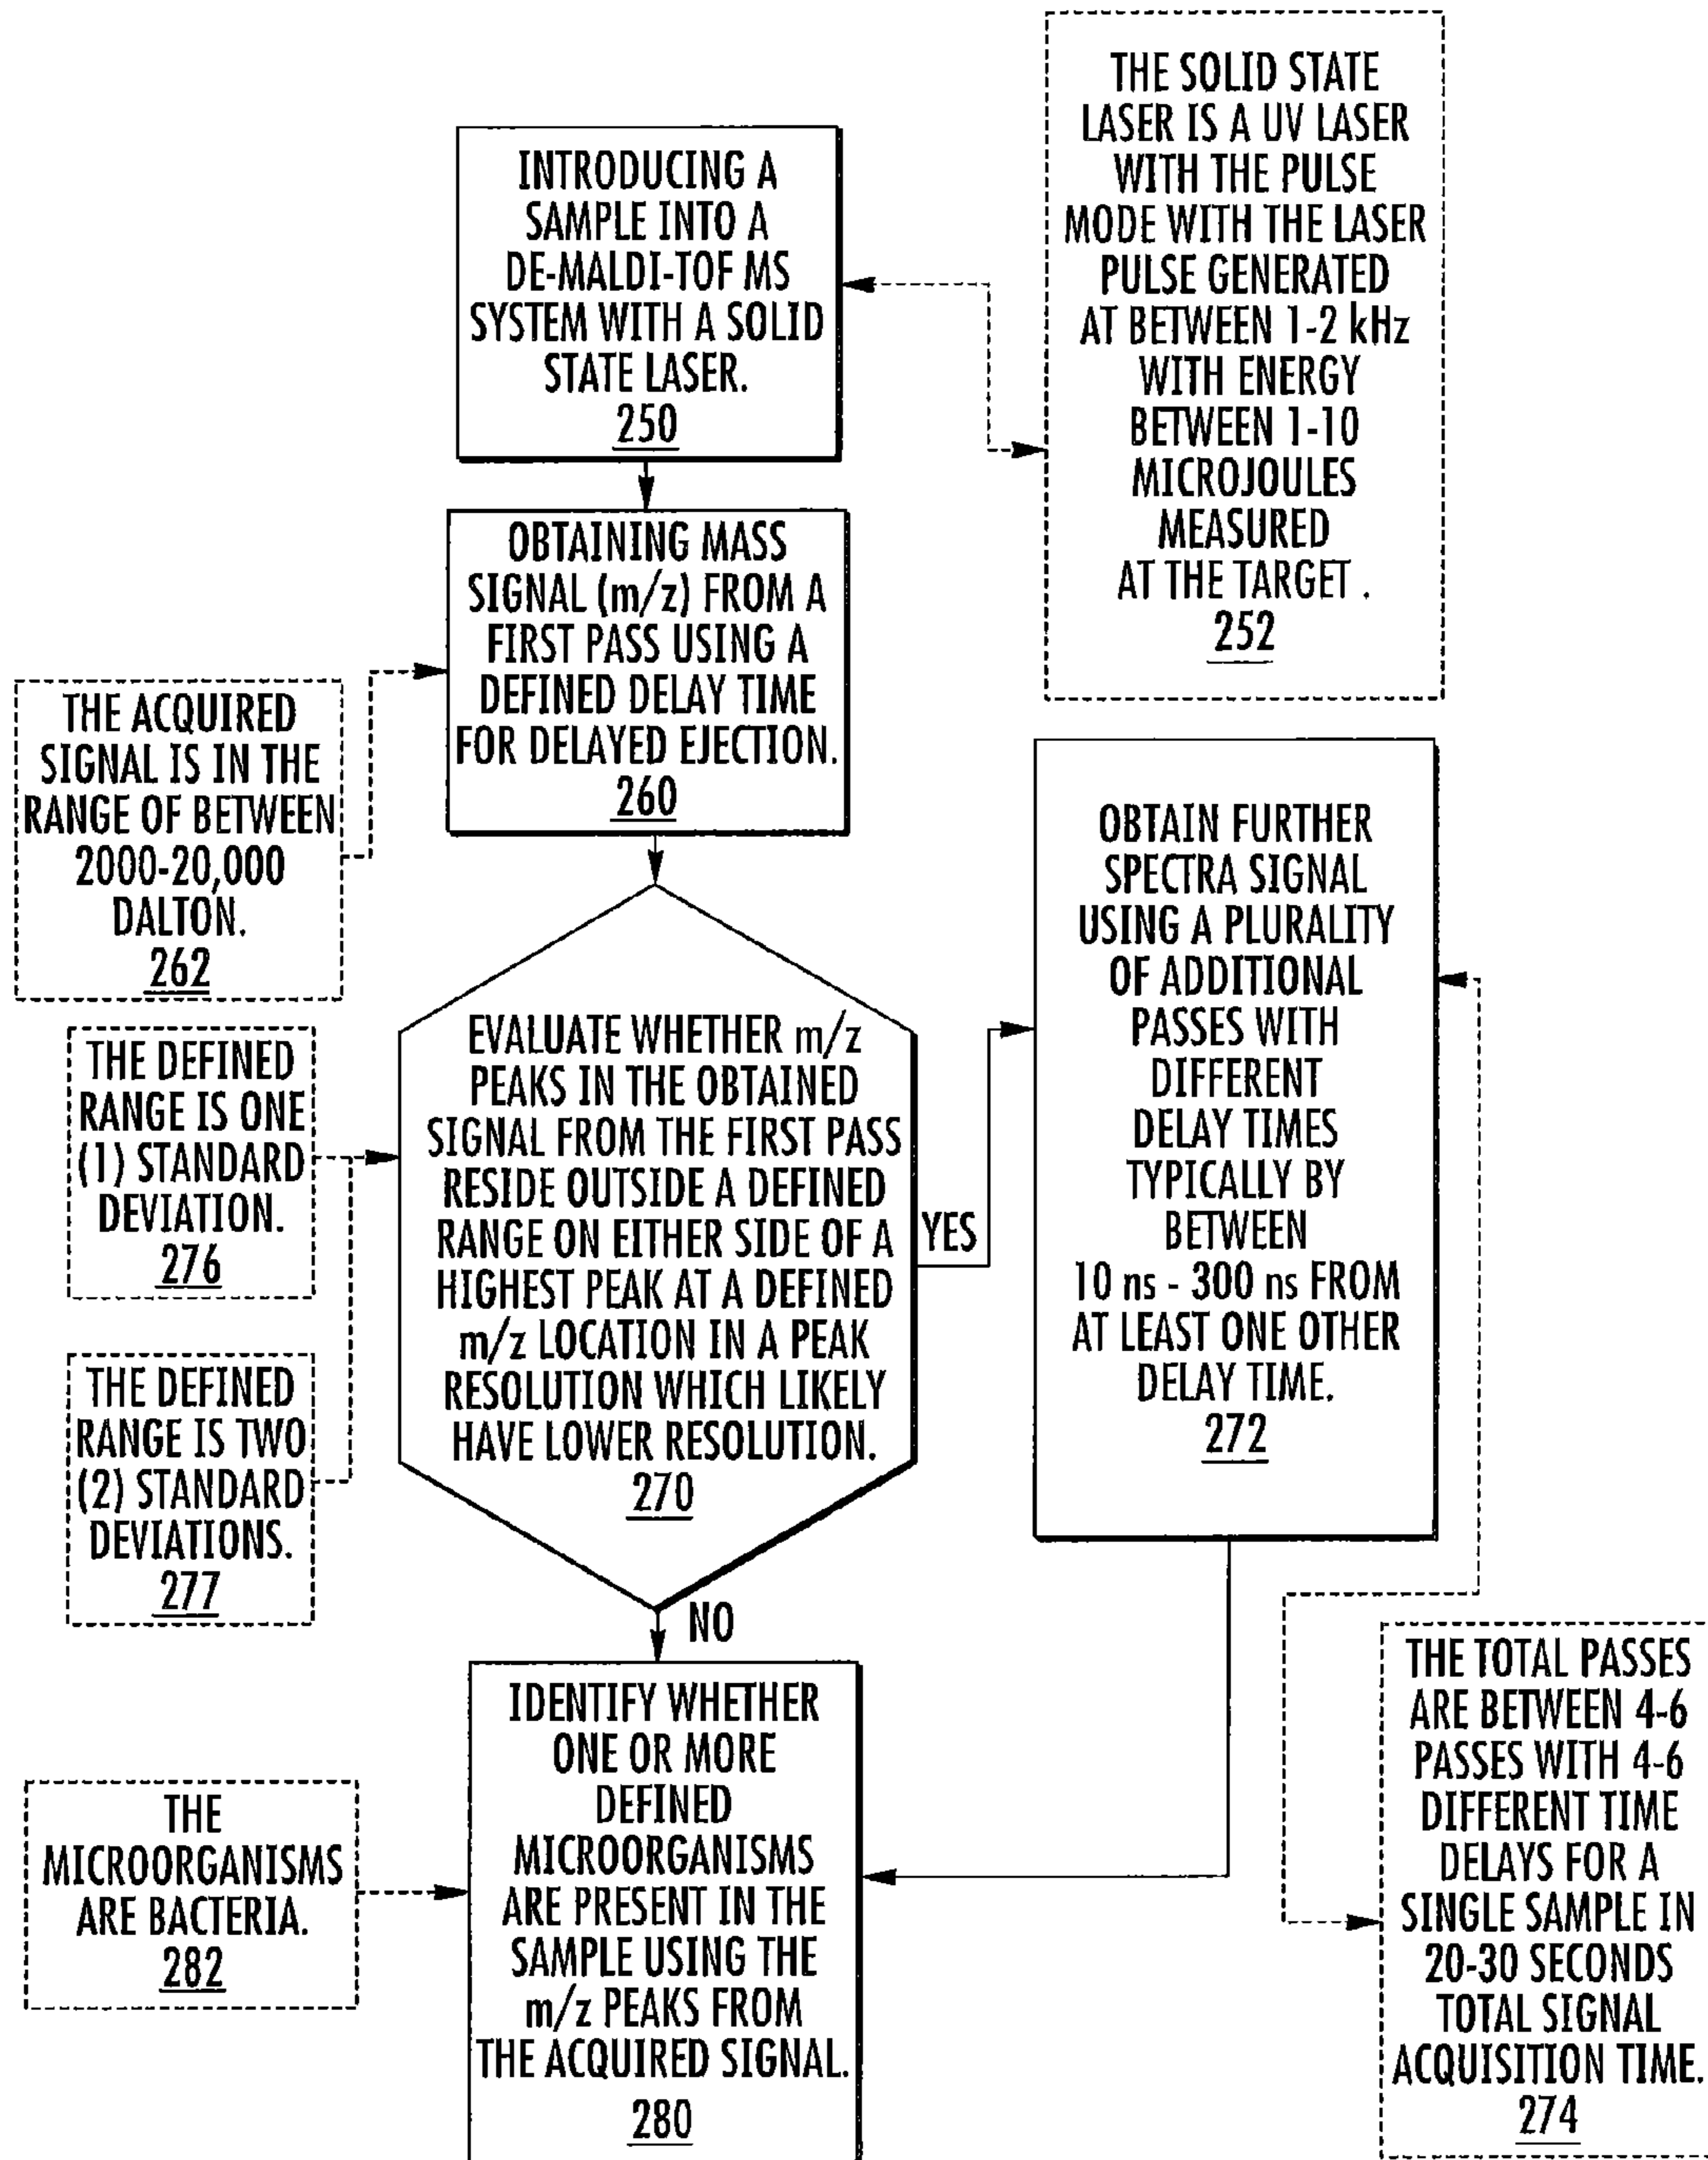 INTRODUCING A
SAMPLE INTO A
DE-MALDI-TOF MS
SYSTEM WITH A SOLID
STATE LASER.
250
THE SOLID STATE
LASER IS A UV LASER
WITH THE PULSE
MODE WITH THE LASER
PULSE GENERATED
AT BETWEEN 1-2 kHz
WITH ENERGY
BETWEEN 1-10
MICROJOULES
MEASURED
AT THE TARGET .
252
OBTAINING MASS
SIGNAL (m/z) FROM A
FIRST PASS USING A
DEFINED DELAY TIME
FOR DELAYED EJECTION.
260
THE ACQUIRED
SIGNAL IS IN THE
RANGE OF BETWEEN
2000-20,000
DALTON.
262
EVALUATE WHETHER m/z
PEAKS IN THE OBTAINED
SIGNAL FROM THE FIRST PASS
RESIDE OUTSIDE A DEFINED
RANGE ON EITHER SIDE OF A
HIGHEST PEAK AT A DEFINED
m/z LOCATION IN A PEAK
RESOLUTION WHICH LIKELY
HAVE LOWER RESOLUTION.
270
THE DEFINED
RANGE IS ONE
(1) STANDARD
DEVIATION.
276
THE DEFINED
RANGE IS TWO
(2) STANDARD
DEVIATIONS.
277
YES
OBTAIN FURTHER
SPECTRA SIGNAL
USING A PLURALITY
OF ADDITIONAL
PASSES WITH
DIFFERENT
DELAY TIMES
TYPICALLY BY
BETWEEN
10 ns - 300 ns FROM
AT LEAST ONE OTHER
DELAY TIME.
272
NO
IDENTIFY WHETHER
ONE OR MORE
DEFINED
MICROORGANISMS
ARE PRESENT IN THE
SAMPLE USING THE
m/z PEAKS FROM
THE ACQUIRED SIGNAL.
280
THE
MICROORGANISMS
ARE BACTERIA.
282
THE TOTAL PASSES
ARE BETWEEN 4-6
PASSES WITH 4-6
DIFFERENT TIME
DELAYS FOR A
SINGLE SAMPLE IN
20-30 SECONDS
TOTAL SIGNAL
ACQUISITION TIME.
274